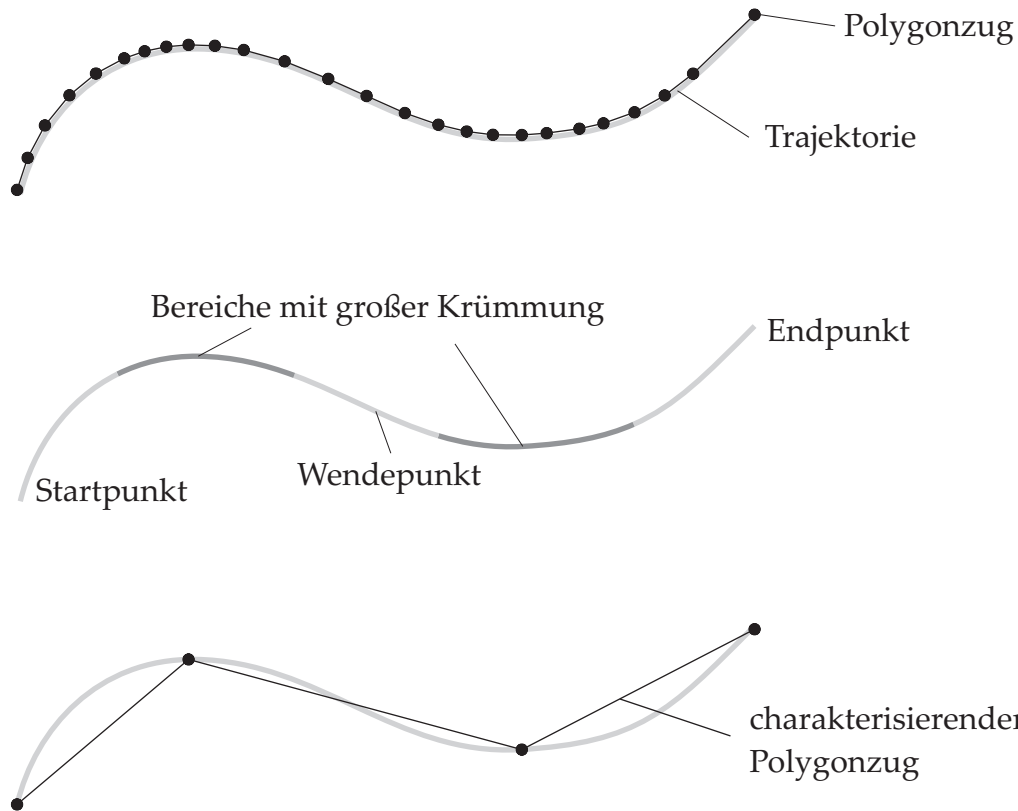 Polygonzug
Trajektorie
Bereiche mit großer Krümmung
Endpunkt
Wendepunkt
Startpunkt
charakterisierender
Polygonzug